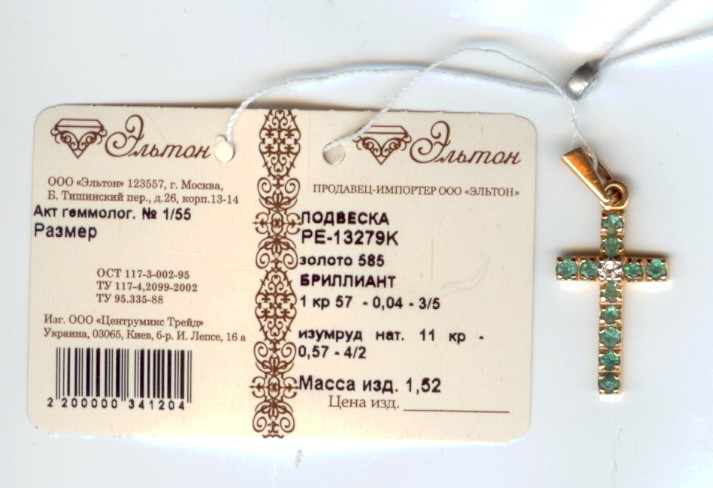 Эльтон
ООО «Эльтон» 123557, г. Москва,
Б. Тишинский пер., д.26, корп.13-14
Акт геммолог. № 1/55
Размер
ОСТ 117-3-002-95
ТУ 117-4,2099-2002
ТУ 95.335-88
Изг. ООО «Центрумикс Трейд»
Украина, 03065, Киев, б-р. И. Лепсе, 16 а
2 200000 341204
Эльтон
ПРОДАВЕЦ-ИМПОРТЕР ООО «ЭЛЬТОН»
ПОДВЕСКА
РЕ-13279К
золото 585
БРИЛЛИАНТ
1 кр 57 - 0,04 - 3/5
изумруд нат. 11 кр -
0,57 - 4/2
Масса изд. 1,52
Цена изд.